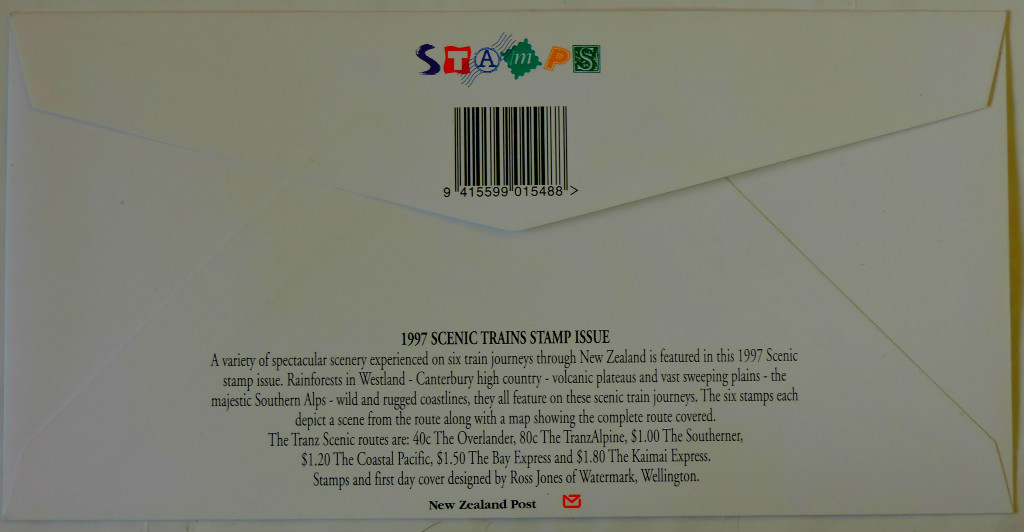 STAmPS
9 415599 015488 >
1997 SCENIC TRAINS STAMP ISSUE
A variety of spectacular scenery experienced on six train journeys through New Zealand is featured in this 1997 Scenic
stamp issue. Rainforests in Westland - Canterbury high country - volcanic plateaus and vast sweeping plains - the
majestic Southern Alps - wild and rugged coastlines, they all feature on these scenic train journeys. The six stamps each
depict a scene from the route along with a map showing the complete route covered.
The Tranz Scenic routes are: 40c The Overlander, 80c The TranzAlpine, $1.00 The Southerner,
$1.20 The Coastal Pacific, $1.50 The Bay Express and $1.80 The Kaimai Express.
Stamps and first day cover designed by Ross Jones of Watermark, Wellington.
New Zealand Post